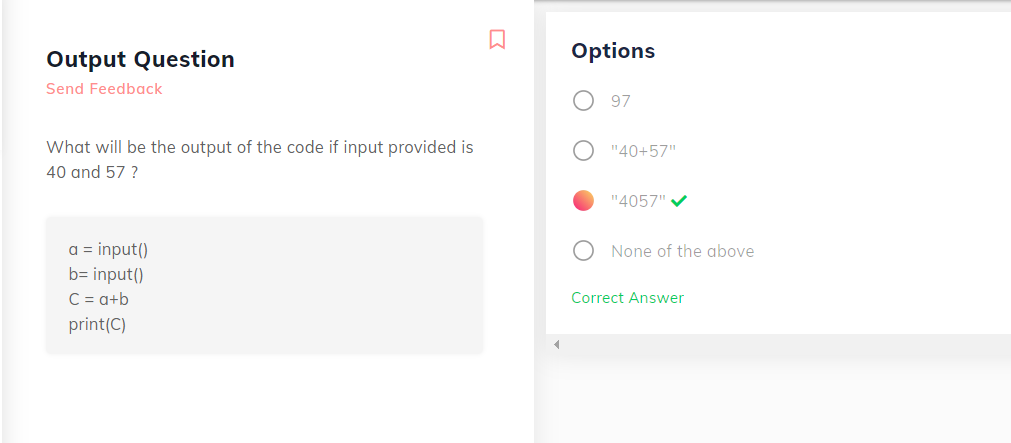 Output Question
Send Feedback
What will be the output of the code if input provided is
40 and 57 ?
a = input()
b= input()
C = a+b
print(C)
Options
97
"40+57"
"4057"
None of the above
Correct Answer